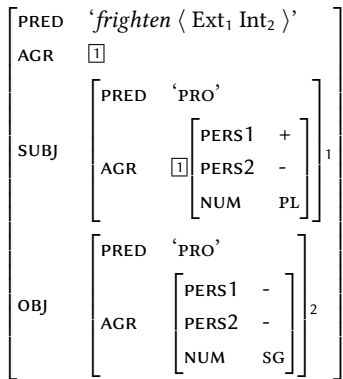 PRED ‘frighten ⟨ Ext₁ Int₂ ⟩’
AGR 1
SUBJ PRED ‘PRO’
AGR 1 PERS1 +
PERS2 -
NUM PL
1
OBJ PRED ‘PRO’
AGR PERS1 -
PERS2 -
NUM SG
2